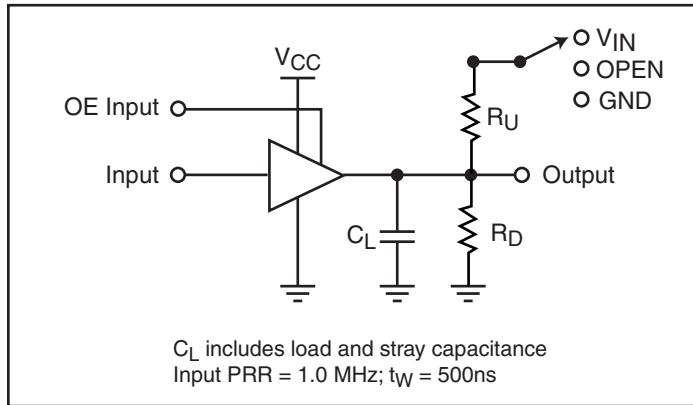 V_IN
OPEN
GND
V_CC
OE Input
R_U
Input
Output
C_L
R_D
C_L includes load and stray capacitance
Input PRR = 1.0 MHz; t_W = 500ns